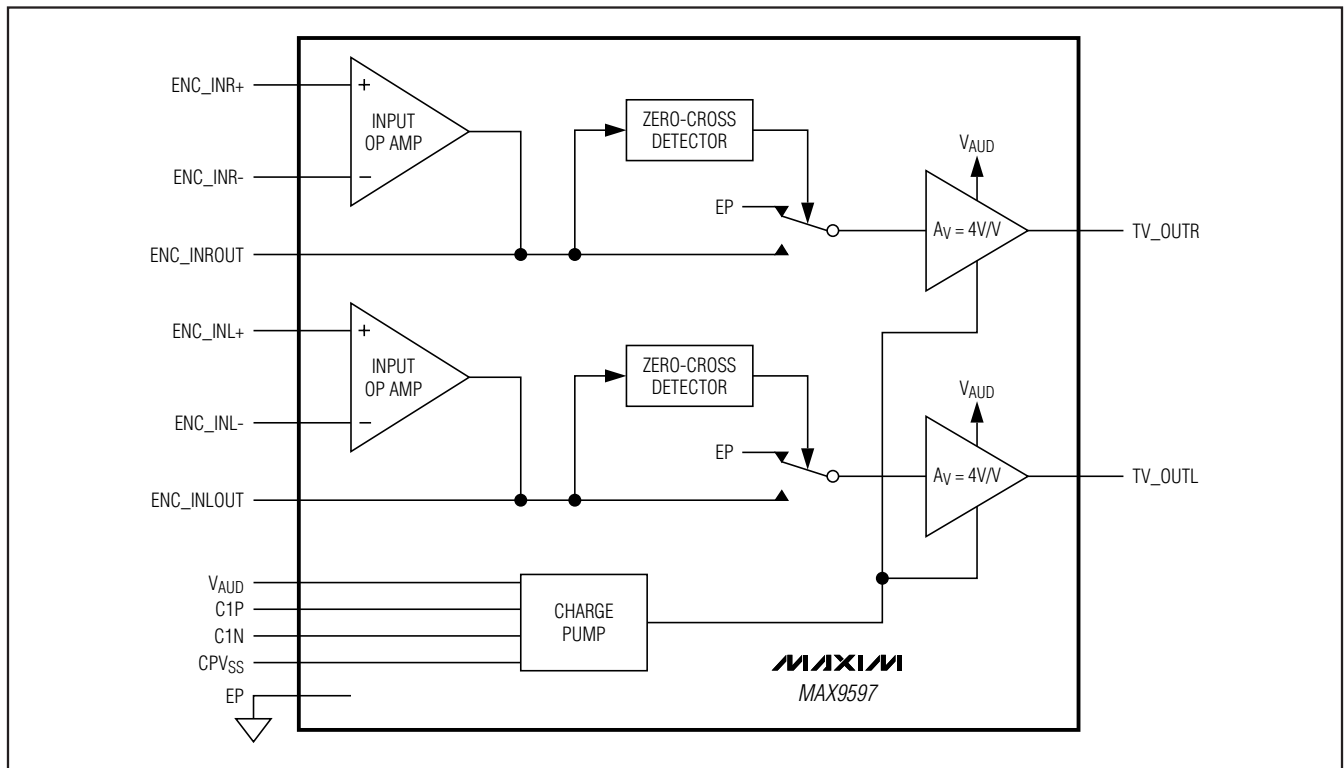 ENC_INR+
+
INPUT
OP AMP
ENC_INR-
−
ENC_INROUT
ZERO-CROSS
DETECTOR
EP
VAUD
AV = 4V/V
TV_OUTR
ENC_INL+
+
INPUT
OP AMP
ENC_INL-
−
ENC_INLOUT
ZERO-CROSS
DETECTOR
EP
VAUD
AV = 4V/V
TV_OUTL
VAUD
C1P
C1N
CPVSS
EP
CHARGE
PUMP
MAXIM
MAX9597